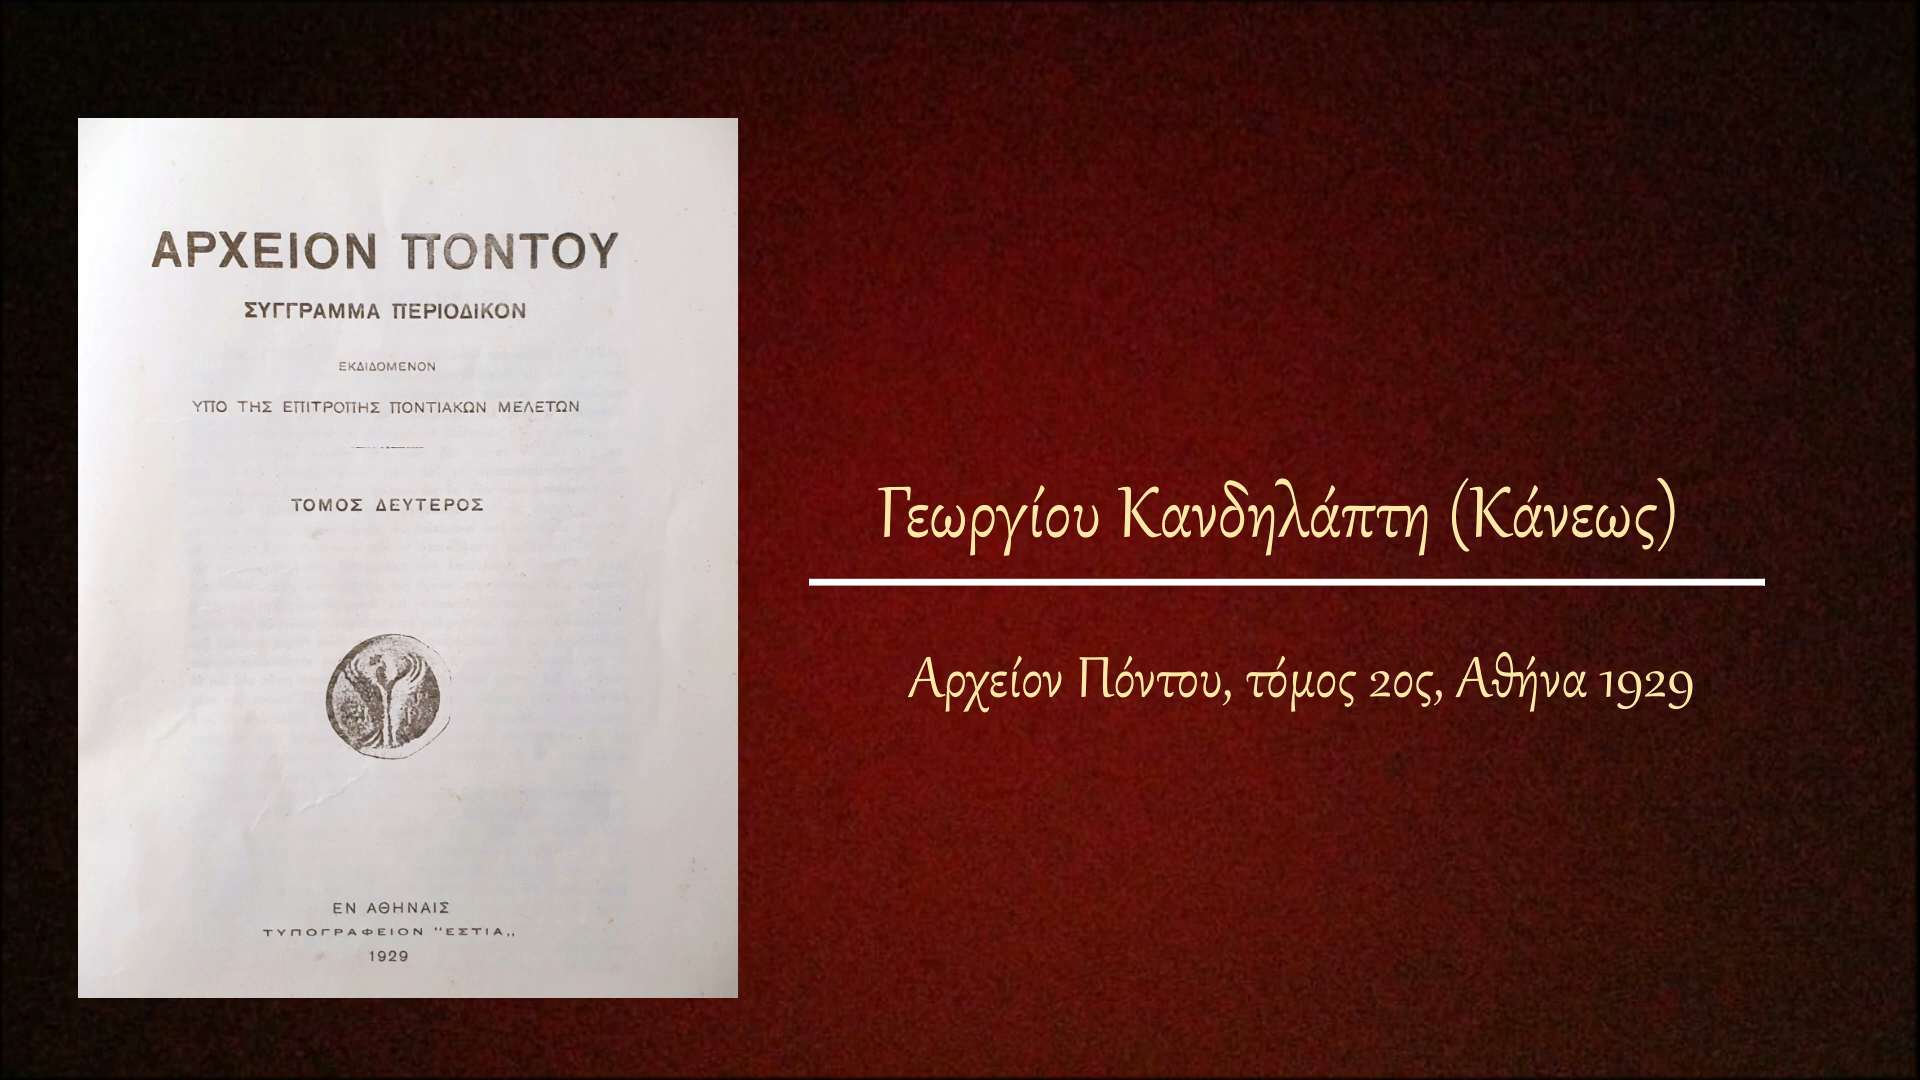 ΑΡΧΕΙΟΝ ΠΟΝΤΟΥ
ΣΥΓΓΡΑΜΜΑ ΠΕΡΙΟΔΙΚΟΝ
ΕΚΔΙΔΟΜΕΝΟΝ
ΥΠΟ ΤΗΣ ΕΠΙΤΡΟΠΗΣ ΠΟΝΤΙΑΚΩΝ ΜΕΛΕΤΩΝ
ΤΟΜΟΣ ΔΕΥΤΕΡΟΣ
ΕΝ ΑΘΗΝΑΙΣ
ΤΥΠΟΓΡΑΦΕΙΟΝ “ΕΣΤΙΑ„
1929
Γεωργίου Κανδηλάπτη (Κάνεως)
Αρχείον Πόντου, τόμος 2ος, Αθήνα 1929